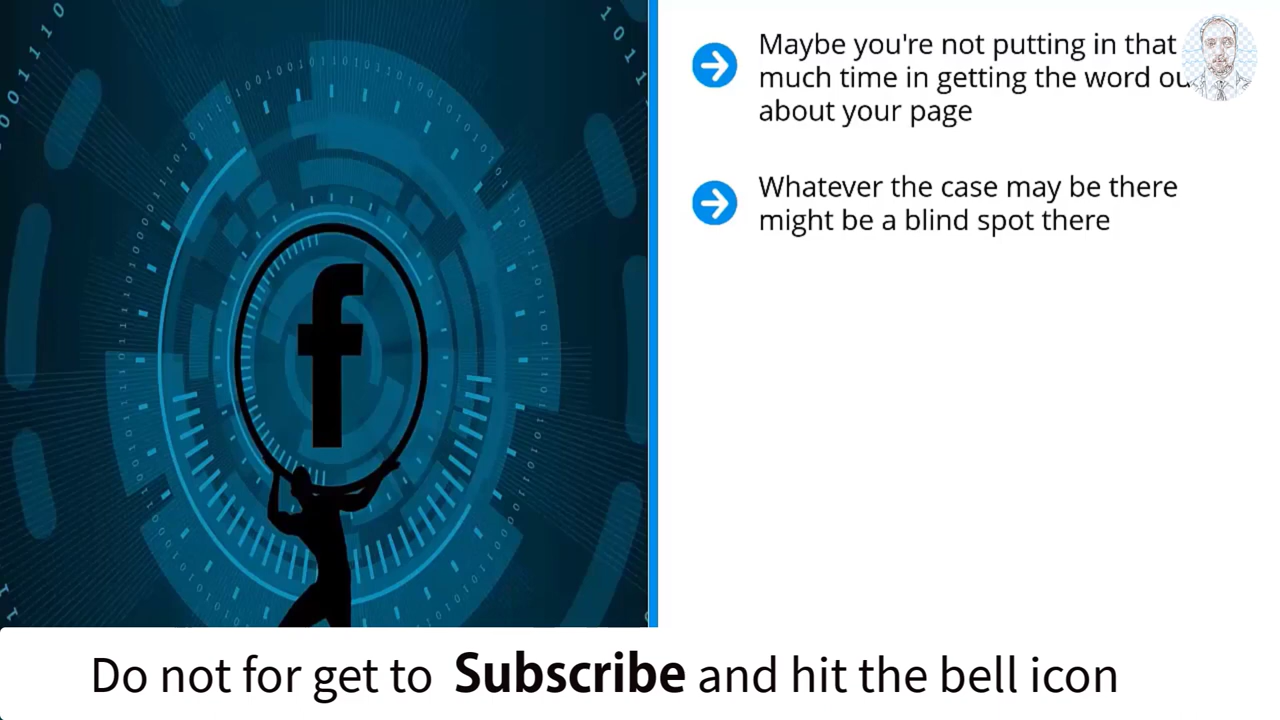 Maybe you're not putting in that
much time in getting the word ou
about your page
Whatever the case may be there
might be a blind spot there
f
Do not for get to Subscribe and hit the bell icon